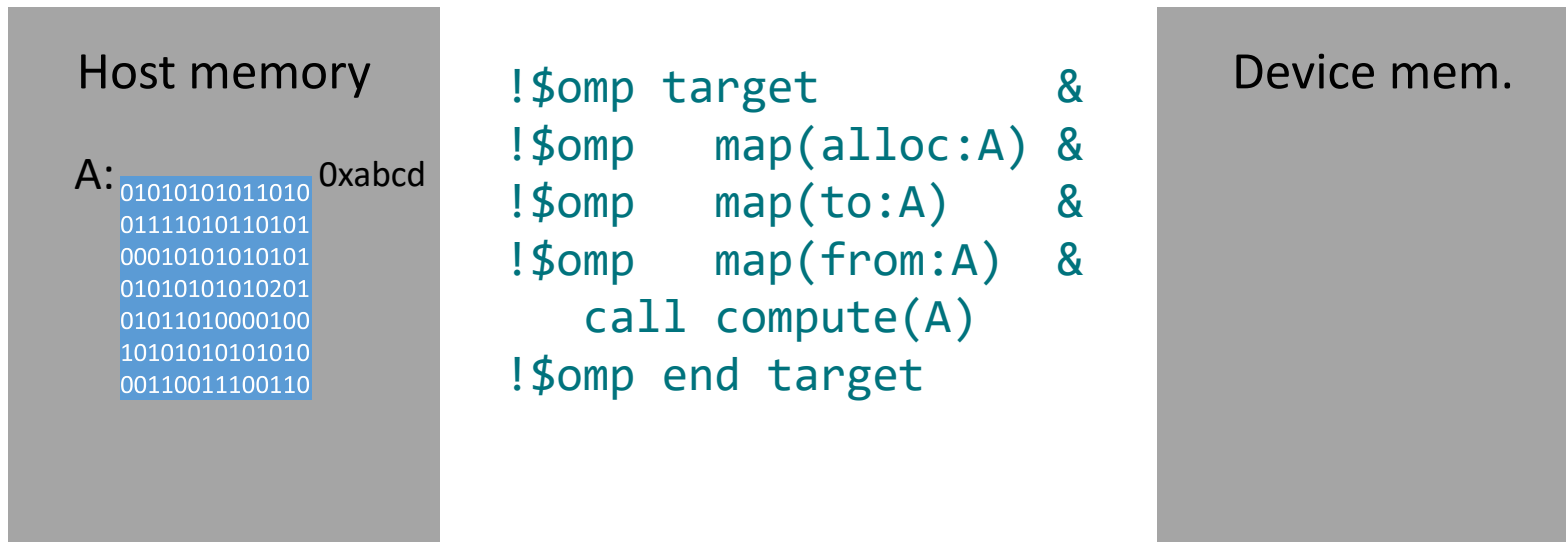 Host memory
A:
0xabcd
01010101011010
01111010110101
00010101010101
01010101010201
01011010000100
10101010101010
00110011100110
!$omp target &
!$omp map(alloc:A) &
!$omp map(to:A) &
!$omp map(from:A) &
call compute(A)
!$omp end target
Device mem.